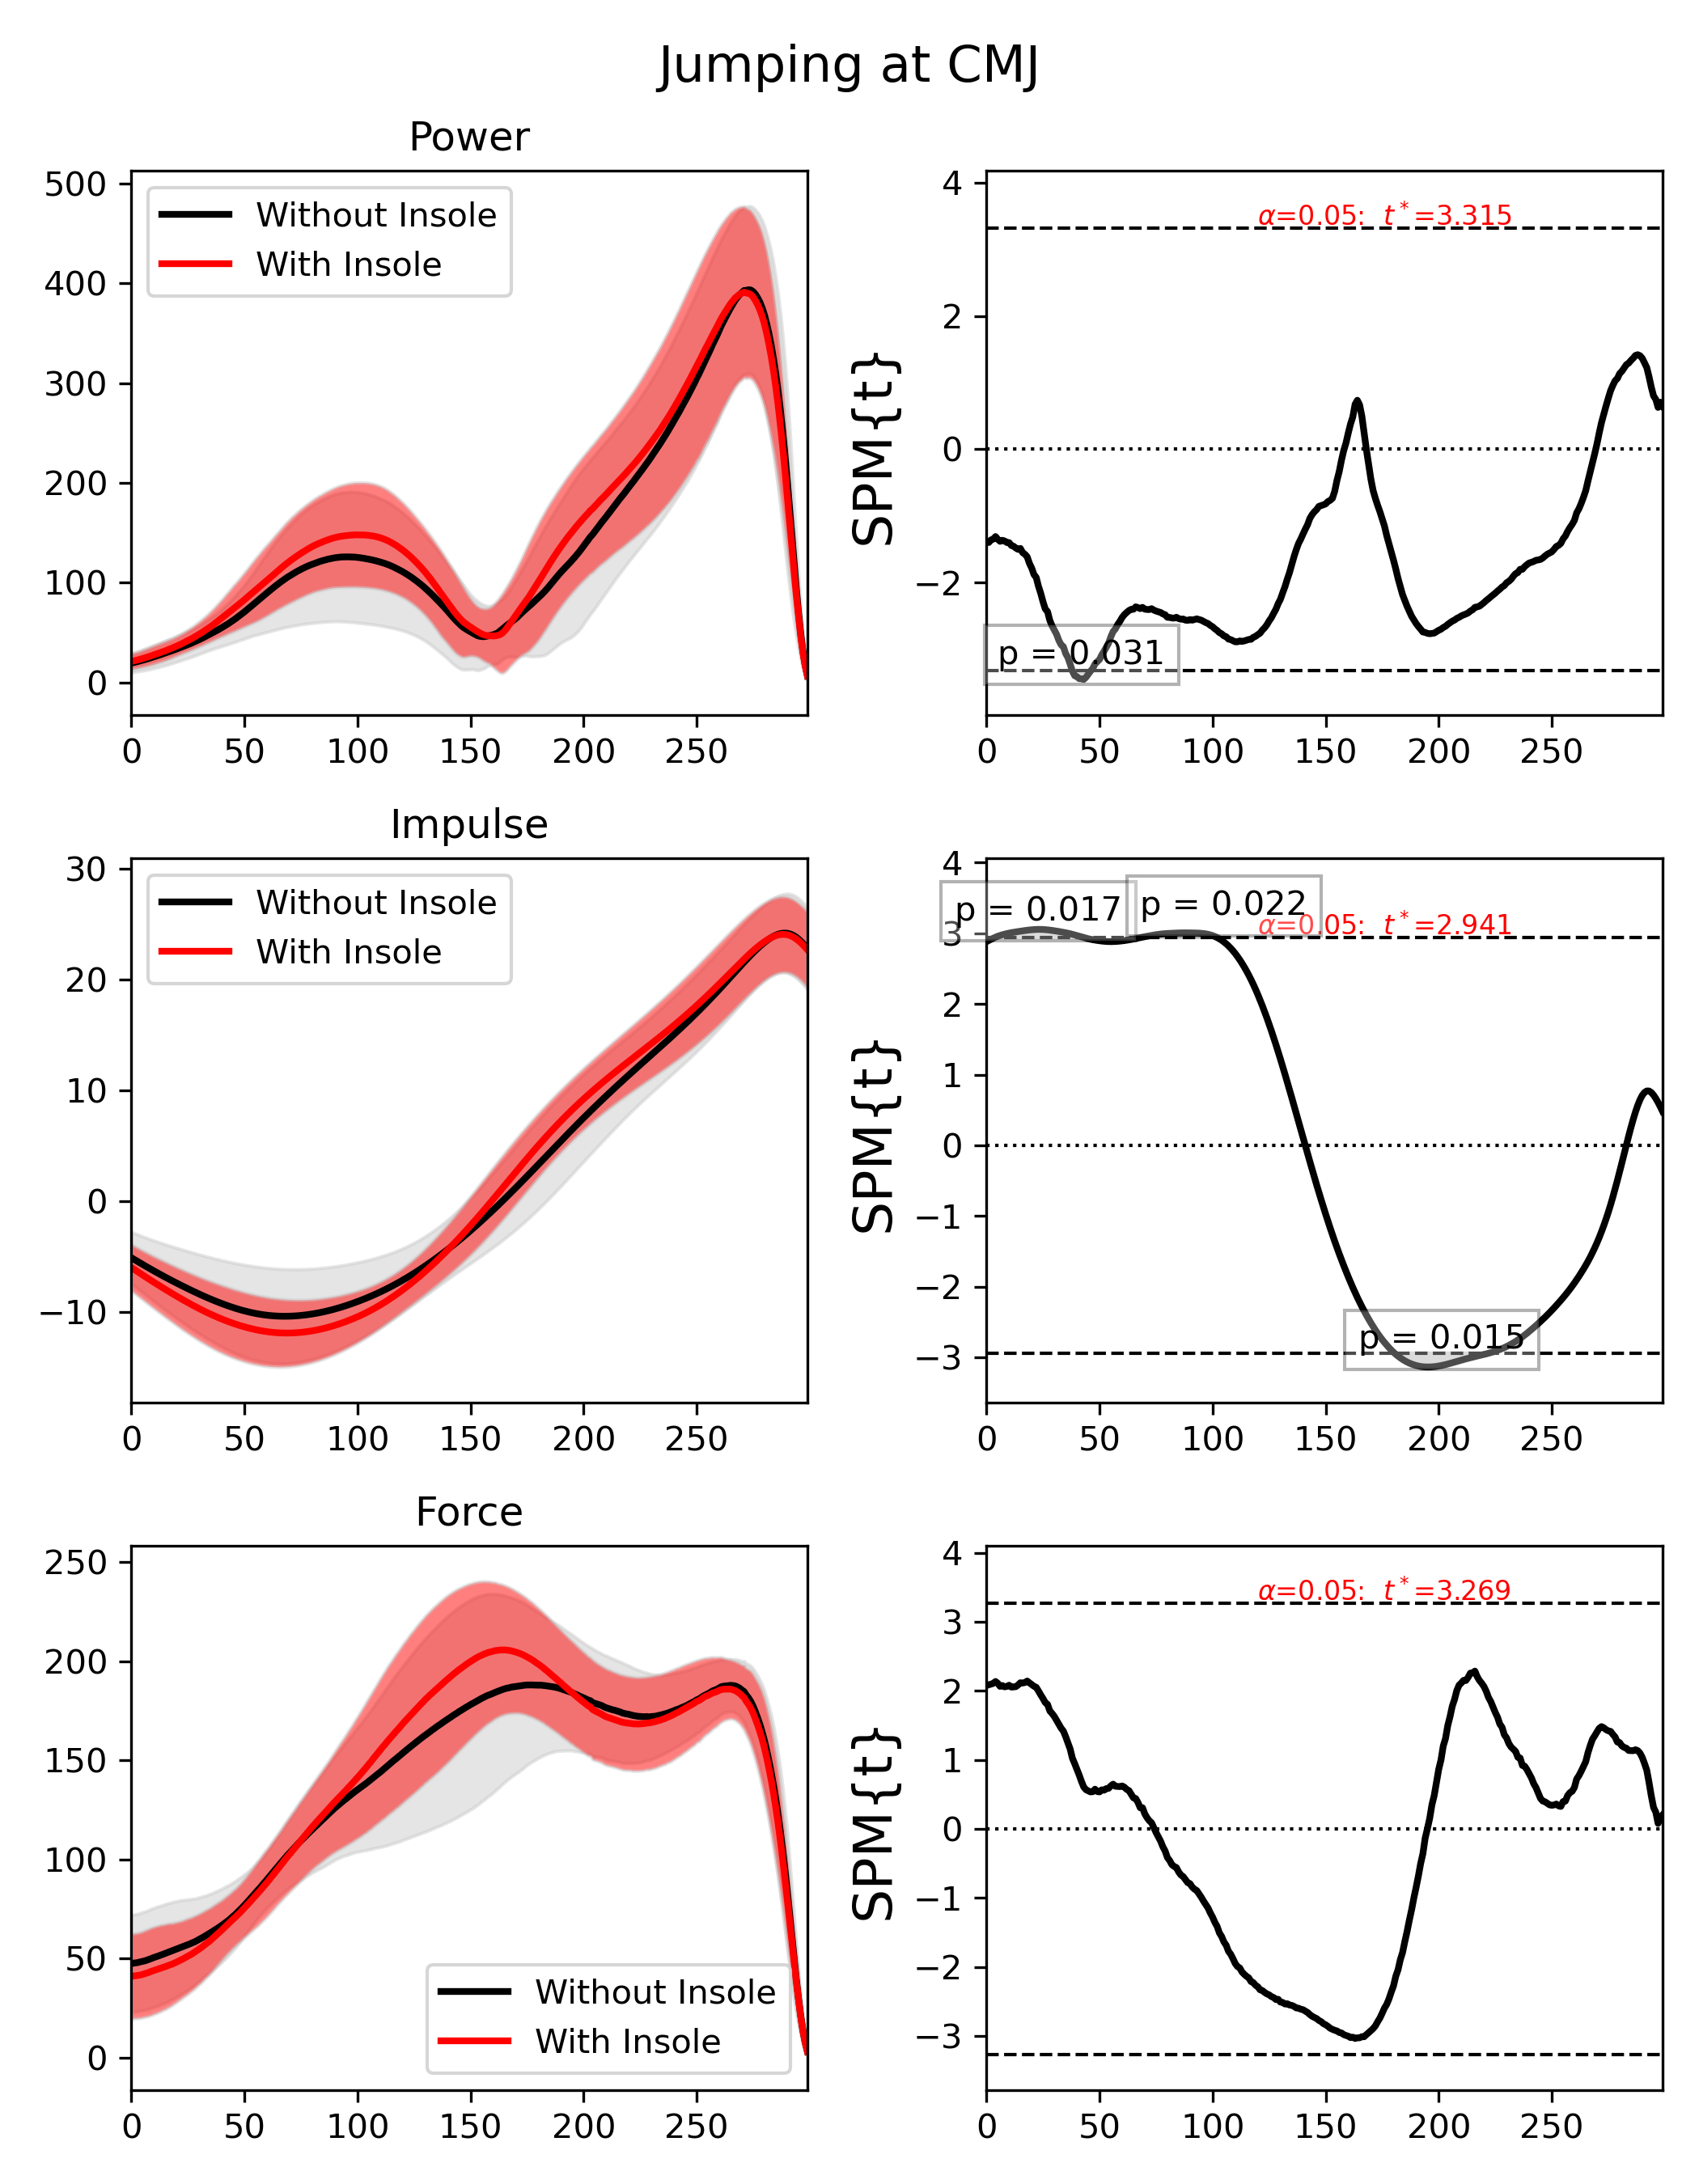 Jumping at CMJ
Power
500
400
300
200
100
0
0 50 100 150 200 250
Without Insole
With Insole
SPM{t}
4
2
0
−2
0 50 100 150 200 250
α=0.05: t*=3.315
p = 0.031
Impulse
30
20
10
0
−10
0 50 100 150 200 250
Without Insole
With Insole
SPM{t}
4
3
2
1
0
−1
−2
−3
0 50 100 150 200 250
p = 0.017
p = 0.022
α=0.05: t*=2.941
p = 0.015
Force
250
200
150
100
50
0
0 50 100 150 200 250
Without Insole
With Insole
SPM{t}
4
3
2
1
0
−1
−2
−3
0 50 100 150 200 250
α=0.05: t*=3.269